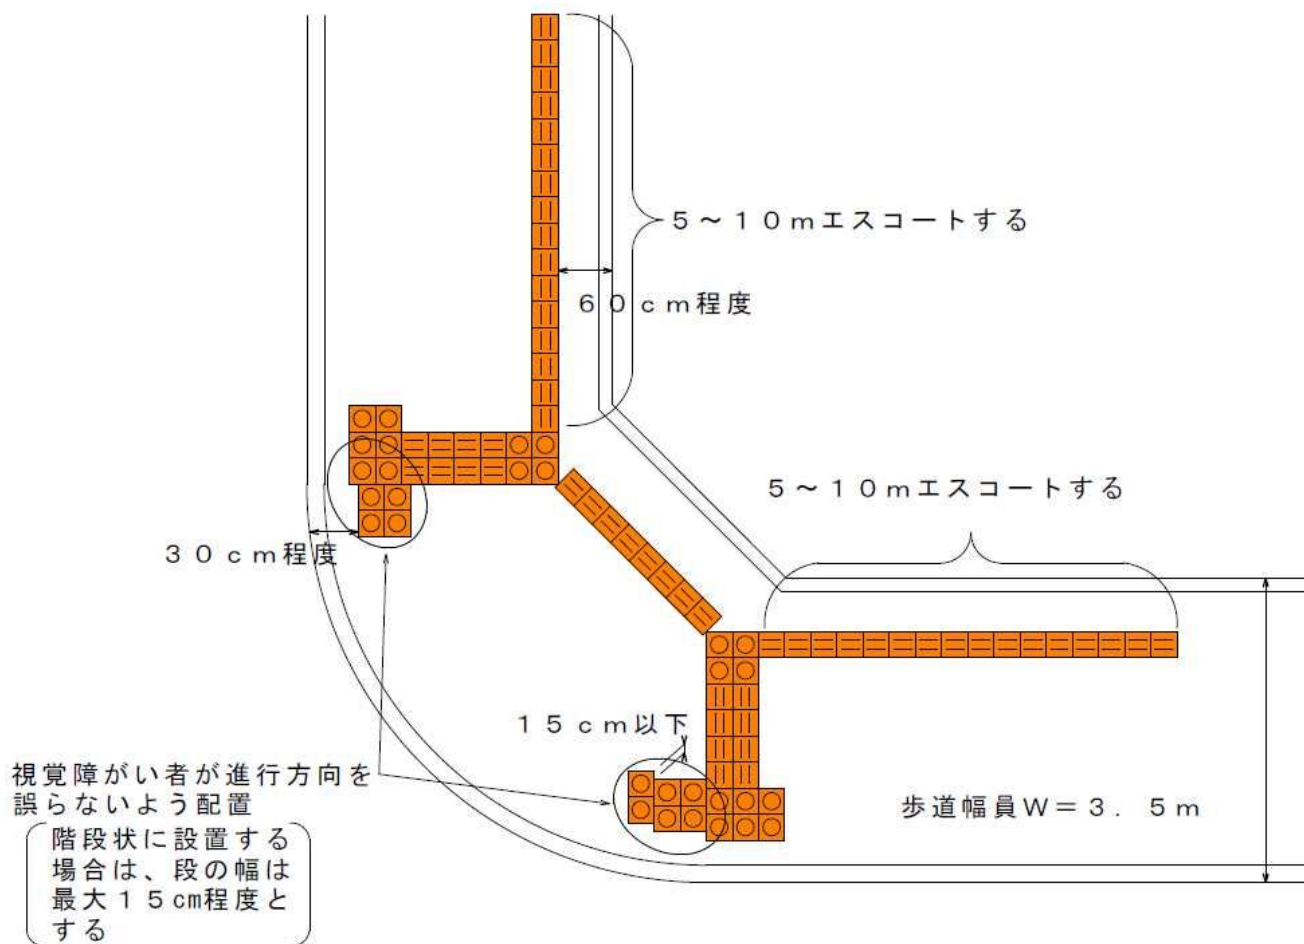 ５～１０ｍエスコートする
６０ｃｍ程度
５～１０ｍエスコートする
３０ｃｍ程度
１５ｃｍ以下
視覚障がい者が進行方向を
誤らないよう配置
階段状に設置する
場合は、段の幅は
最大１５㎝程度と
する
歩道幅員Ｗ＝３．５ｍ